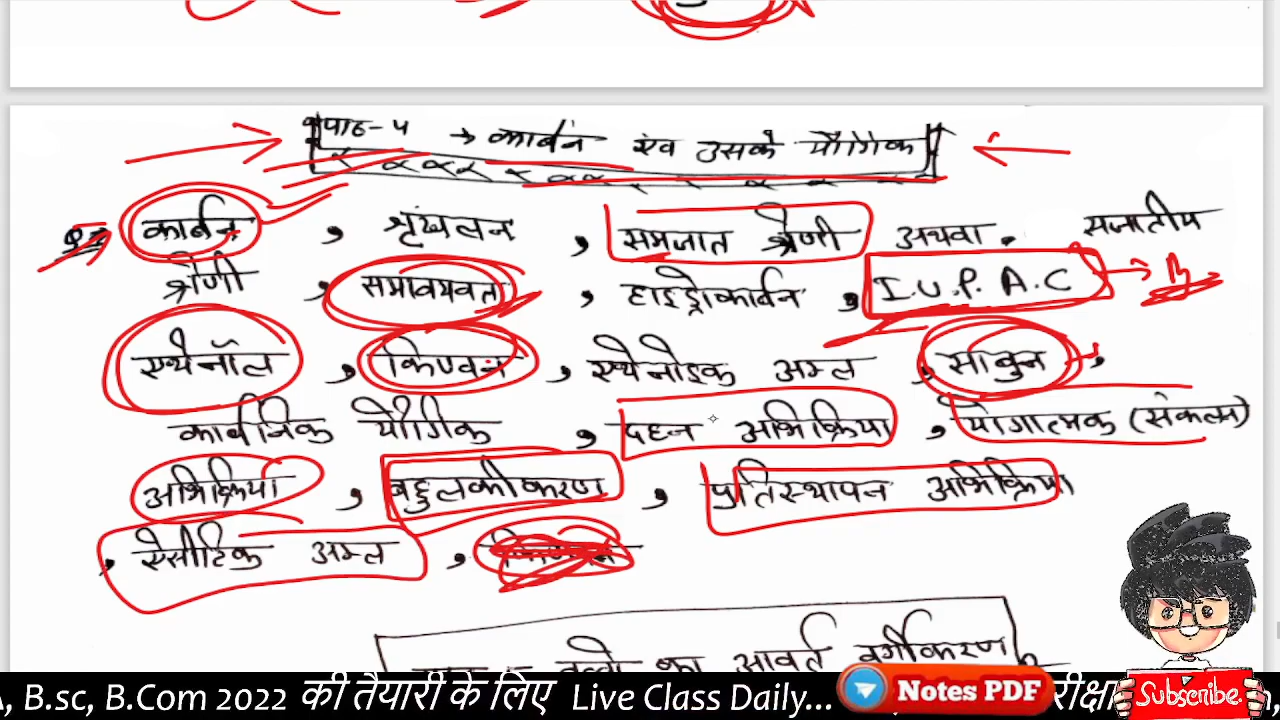 पाठ-4 → कार्बन एंव उसके यौगिक
कार्बन , श्रृंखलन , समजात श्रेणी अथवा सजातीय
श्रेणी , समावयवता , हाइड्रोकार्बन , I.U.P.A.C
एथेनॉल , किण्वन , एथेनोइक अम्ल , साबुन ,
कार्बनिक यौगिक , दहन अभिक्रिया , योगात्मक (संकलन)
अभिक्रिया , बहुलकीकरण , प्रतिस्थापन अभिक्रिया
, ऐसीटिक अम्ल ,
तत्वो का आवर्त वर्गीकरण
, B.sc, B.Com 2022 की तैयारी के लिए Live Class Daily... Notes PDF
Subscribe